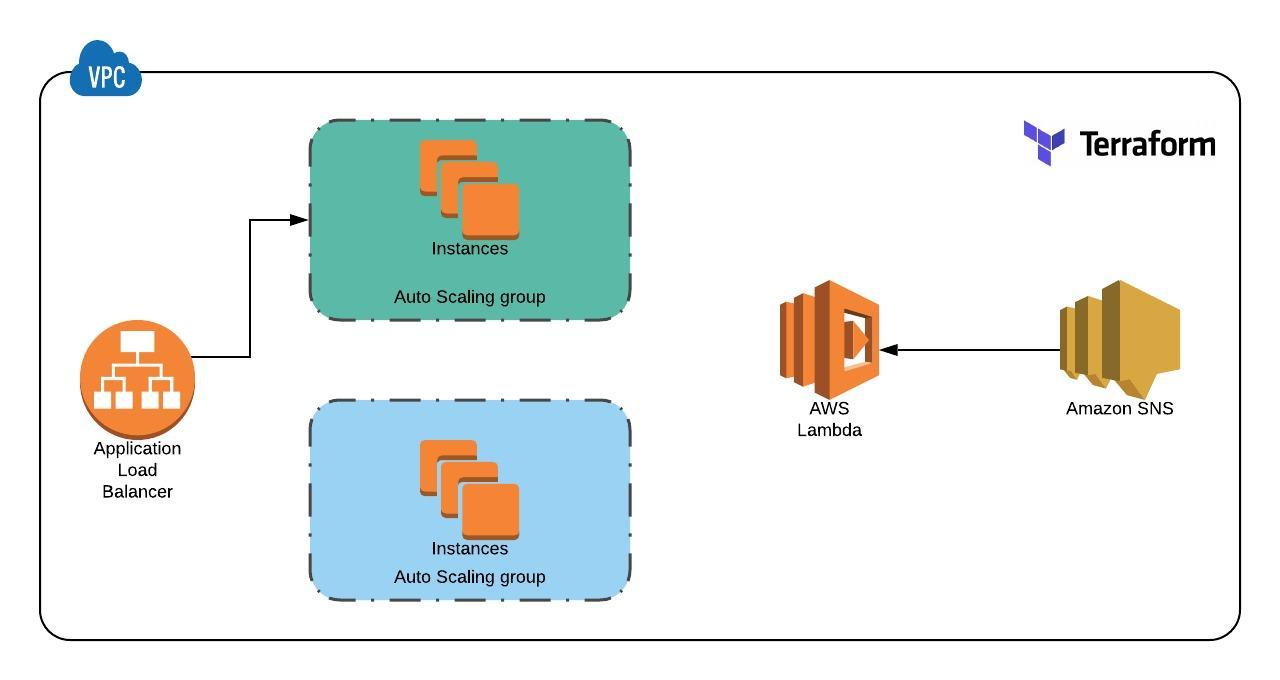 VPC
Terraform
Instances
Auto Scaling group
Application
Load
Balancer
AWS
Lambda
Amazon SNS
Instances
Auto Scaling group